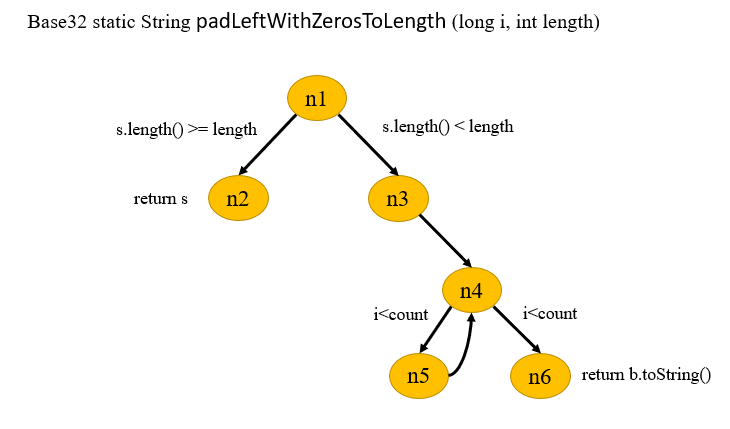 Base32 static String padLeftWithZerosToLength (long i, int length)
n1
s.length() >= length
s.length() < length
return s
n2
n3
n4
i<count
i<count
n5
n6
return b.toString()